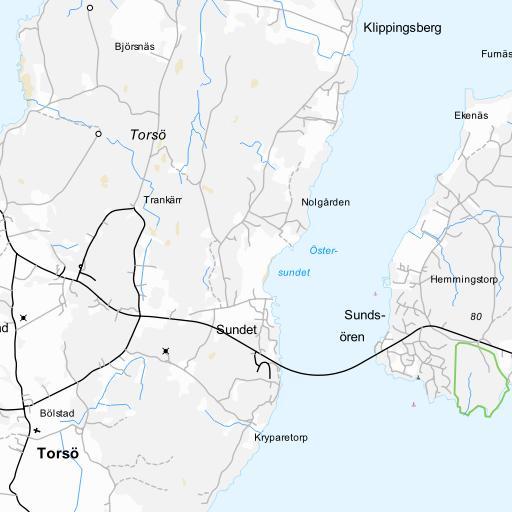 Klippingsberg
Björsnäs
Furnäs
Ekenäs
Torsö
Trankärr
Nolgården
Öster-
sundet
Hemmingstorp
Sunds-
ören
80
Sundet
Bölstad
Kryparetorp
Torsö